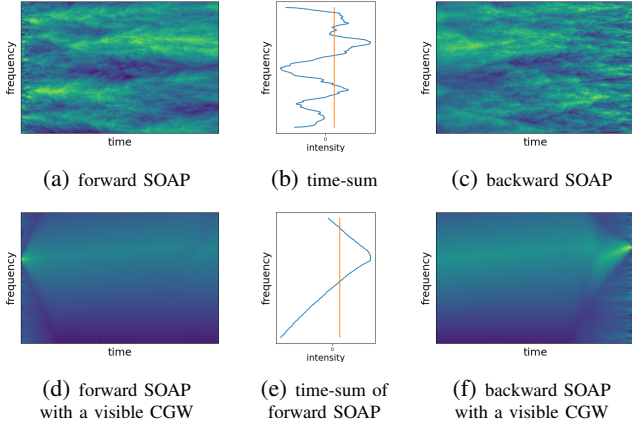 frequency
time
(a) forward SOAP
frequency
0
intensity
(b) time-sum
frequency
time
(c) backward SOAP
frequency
time
(d) forward SOAP
with a visible CGW
frequency
0
intensity
(e) time-sum of
forward SOAP
frequency
time
(f) backward SOAP
with a visible CGW